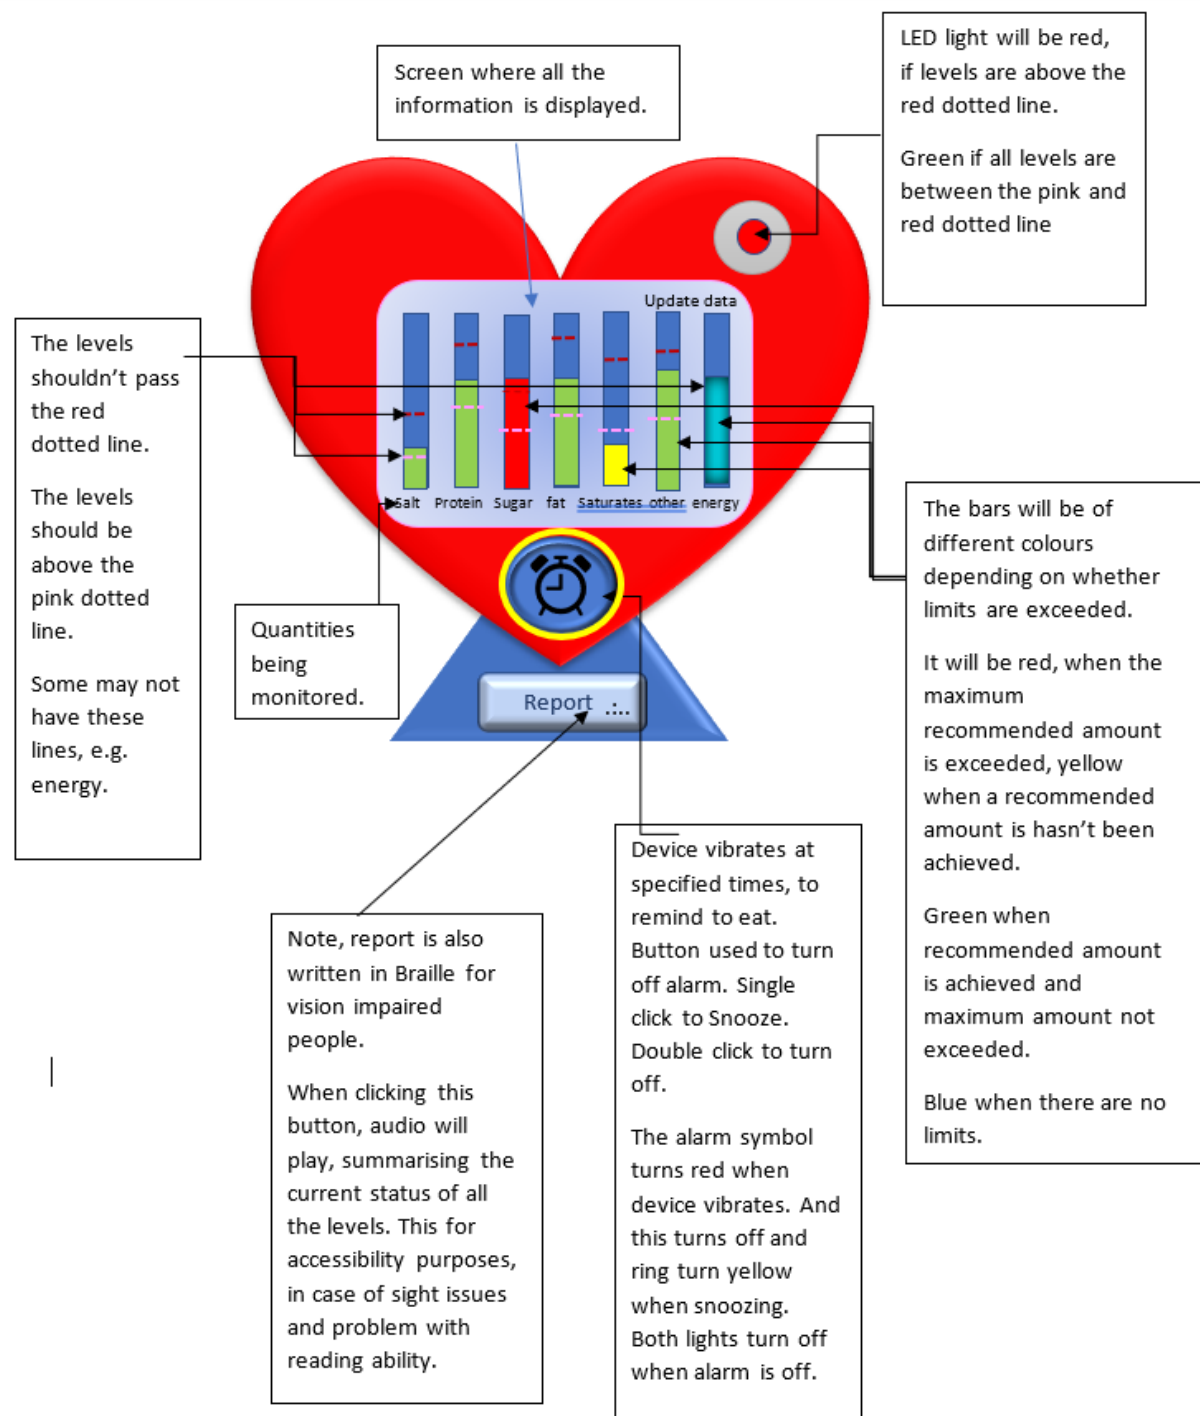 Screen where all the
information is displayed.
LED light will be red,
if levels are above the
red dotted line.
Green if all levels are
between the pink and
red dotted line
Update data
Salt Protein Sugar fat Saturates other energy
The levels
shouldn't pass
the red
dotted line.
The levels
should be
above the
pink dotted
line.
Some may not
have these
lines, e.g.
energy.
Quantities
being
monitored.
Report
The bars will be of
different colours
depending on whether
limits are exceeded.
It will be red, when the
maximum
recommended amount
is exceeded, yellow
when a recommended
amount is hasn't been
achieved.
Green when
recommended amount
is achieved and
maximum amount not
exceeded.
Blue when there are no
limits.
Note, report is also
written in Braille for
vision impaired
people.
When clicking this
button, audio will
play, summarising the
current status of all
the levels. This for
accessibility purposes,
in case of sight issues
and problem with
reading ability.
Device vibrates at
specified times, to
remind to eat.
Button used to turn
off alarm. Single
click to Snooze.
Double click to turn
off.
The alarm symbol
turns red when
device vibrates. And
this turns off and
ring turn yellow
when snoozing.
Both lights turn off
when alarm is off.